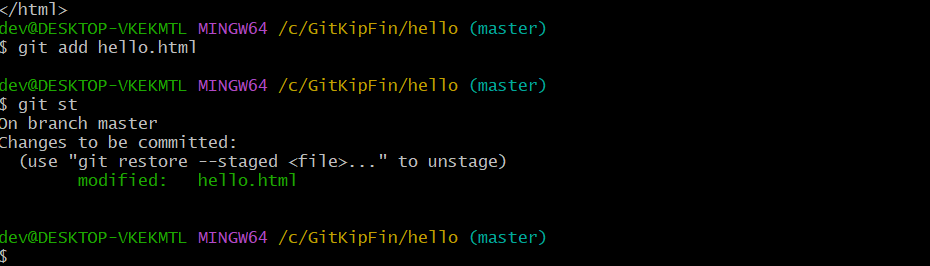 </html>
dev@DESKTOP-VKEKMTL MINGW64 /c/GitKipFin/hello (master)
$ git add hello.html
dev@DESKTOP-VKEKMTL MINGW64 /c/GitKipFin/hello (master)
$ git st
On branch master
Changes to be committed:
  (use "git restore --staged <file>..." to unstage)
        modified:   hello.html
dev@DESKTOP-VKEKMTL MINGW64 /c/GitKipFin/hello (master)
$